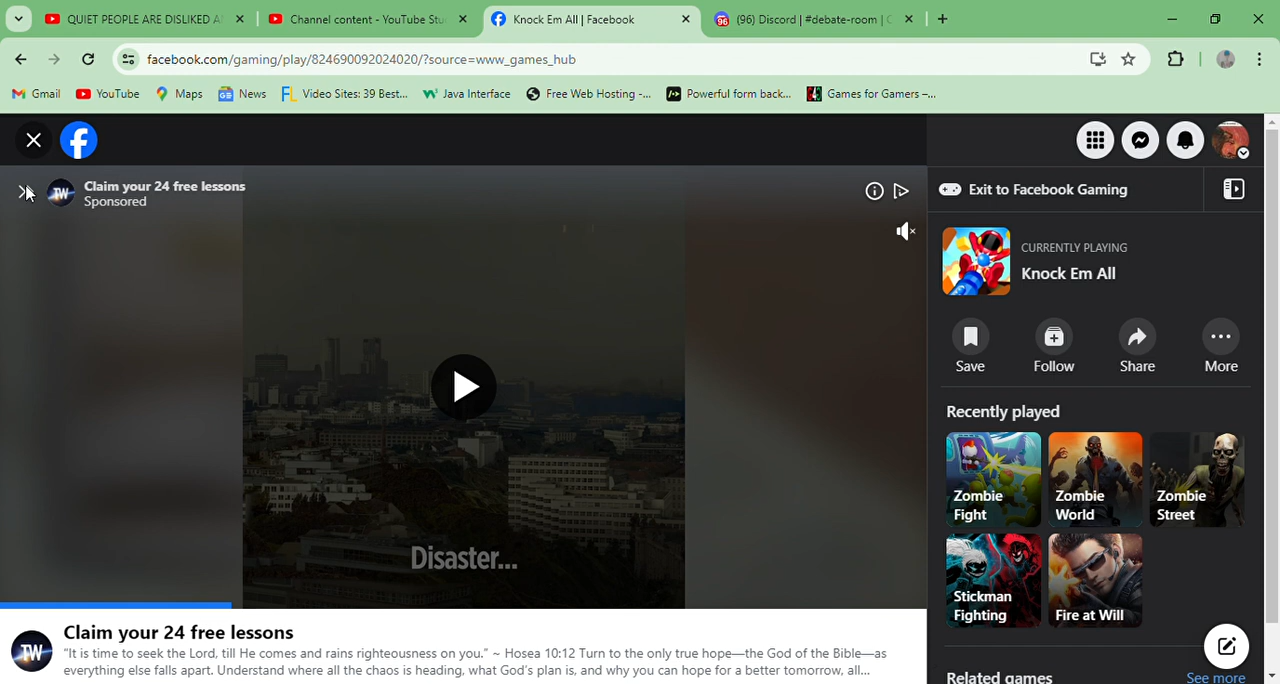 QUIET PEOPLE ARE DISLIKED A
Channel content - YouTube Stu
Knock Em All | Facebook
96
(96) Discord | #debate-room | C
facebook.com/gaming/play/824690092024020/?source=www_games_hub
Gmail
YouTube
Maps
News
Video Sites: 39 Best...
Java Interface
Free Web Hosting -...
Powerful form back...
Games for Gamers –...
TW
Claim your 24 free lessons
Sponsored
Exit to Facebook Gaming
CURRENTLY PLAYING
Knock Em All
Save
Follow
Share
More
Recently played
Zombie
Fight
Zombie
World
Zombie
Street
Stickman
Fighting
Fire at Will
Related games
See more
Disaster...
TW
Claim your 24 free lessons
“It is time to seek the Lord, till He comes and rains righteousness on you.” ~ Hosea 10:12 Turn to the only true hope—the God of the Bible—as
everything else falls apart. Understand where all the chaos is heading, what God's plan is, and why you can hope for a better tomorrow, all...